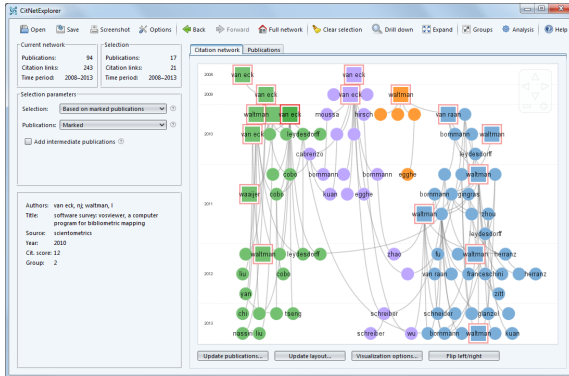 CitNetExplorer
Open Save Screenshot Options Back Forward Full network Clear selection Drill down Expand Groups Analysis Help
Current network
Publications: 94
Citation links: 243
Time period: 2008–2013
Selection
Publications: 17
Citation links: 21
Time period: 2008–2013
Selection parameters
Selection: Based on marked publications
Publications: Marked
Add intermediate publications
Authors: van eck, nj; waltman, l
Title: software survey: vosviewer, a computer
program for bibliometric mapping
Source: scientometrics
Year: 2010
Cit. score: 12
Group: 2
Citation network Publications
2008 van eck van eck
2009 van eck van eck waltman
waltman van eck moussa hirsch van raan
2010 van eck leydesdorff bornmann waltman
cabrerizo leydesdorff
cobo bornmann bornmann egghe waltman
waaijer cobo kuan egghe bornmann gingras
2011 waltman zhou
leydesdorff
waltman leydesdorff zhao fu waltman herranz
2012 liu cobo van raan franceschini herranz
yan zitt
chi tseng schreiber schneider glanzel
2013 nassiri liu schreiber wu bornmann waltman kuan
Update publications... Update layout... Visualization options... Flip left/right